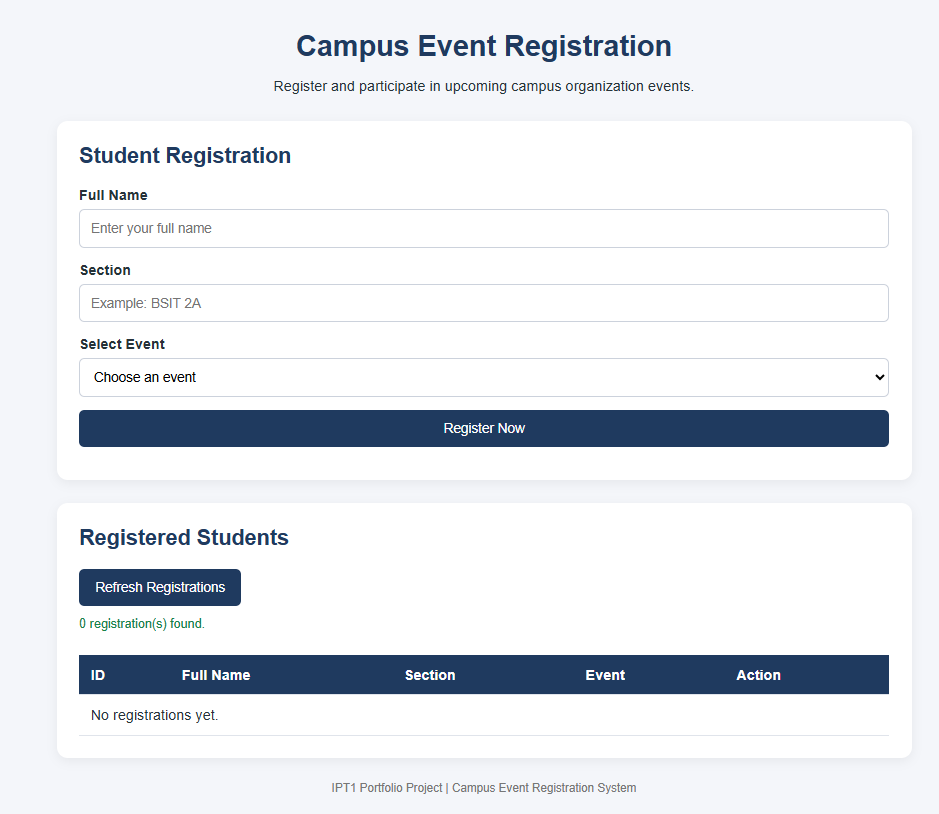 Campus Event Registration
Register and participate in upcoming campus organization events.
Student Registration
Full Name
Enter your full name
Section
Example: BSIT 2A
Select Event
Choose an event
Register Now
Registered Students
Refresh Registrations
0 registration(s) found.
ID Full Name Section Event Action
No registrations yet.
IPT1 Portfolio Project | Campus Event Registration System